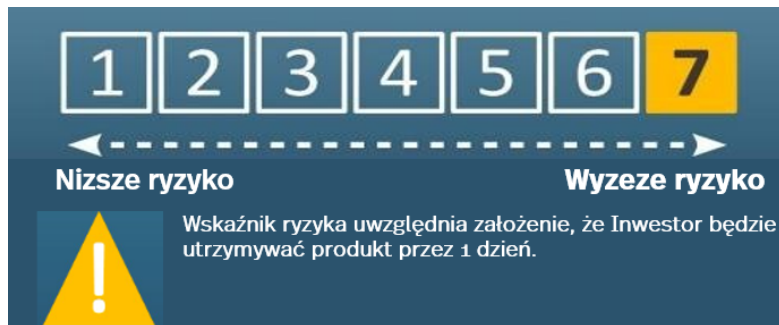 1 2 3 4 5 6 7
Nizsze ryzyko Wyzeze ryzyko
Wskaźnik ryzyka uwzględnia założenie, że Inwestor będzie
utrzymywać produkt przez 1 dzień.
!